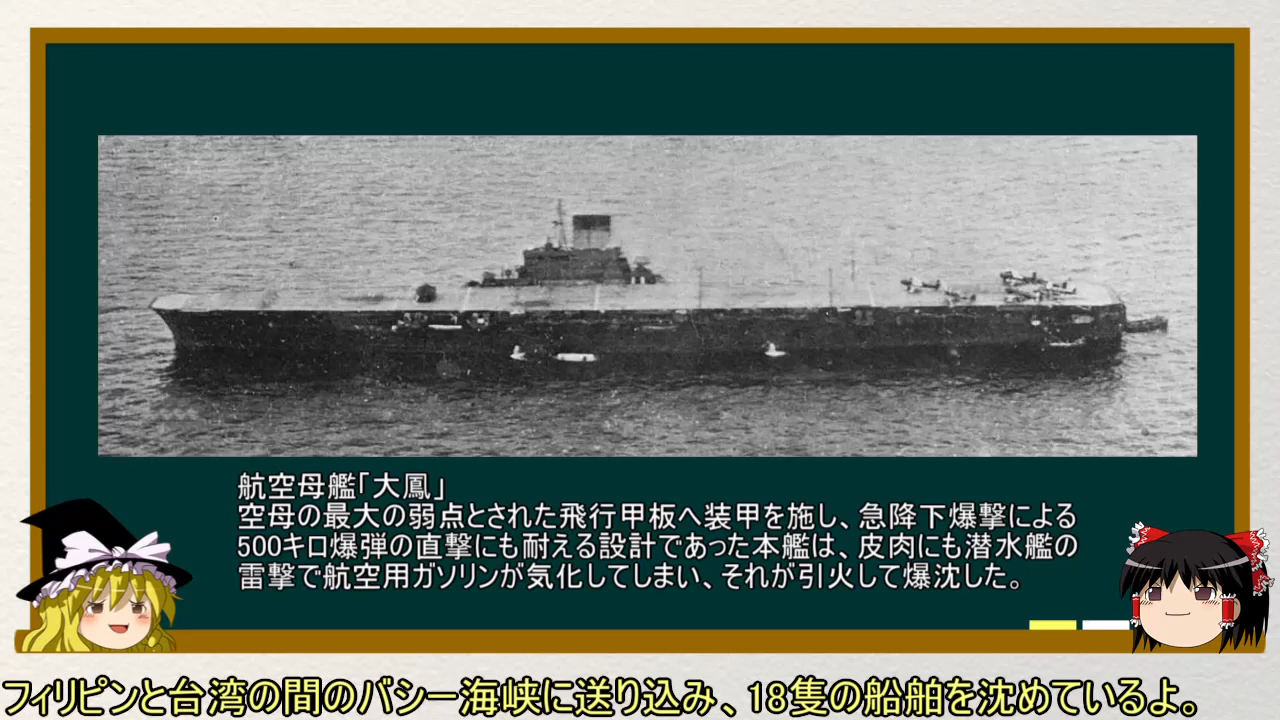 航空母艦「大鳳」
空母の最大の弱点とされた飛行甲板へ装甲を施し、急降下爆撃による
500キロ爆弾の直撃にも耐える設計であった本艦は、皮肉にも潜水艦の
雷撃で航空用ガソリンが気化してしまい、それが引火して爆沈した。
フィリピンと台湾の間のバシー海峡に送り込み、18隻の船舶を沈めているよ。